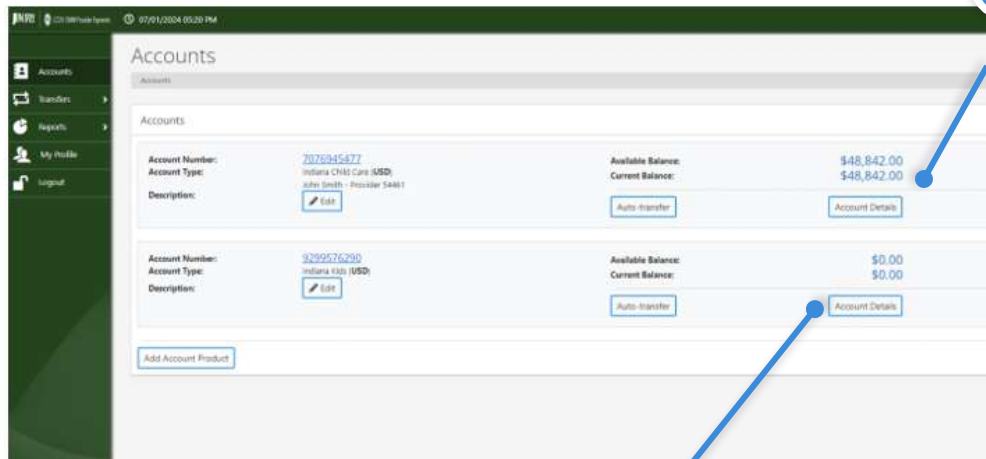 07/01/2024 05:20 PM
Accounts
Accounts
Transfers
Reports
My Profile
Logout
Accounts
Accounts
Account Number: 7076945477 Available Balance: $48,842.00
Account Type: Indiana Child Care (USD) Current Balance: $48,842.00
John Smith - Provider 54461
Description: Edit Auto-transfer Account Details
Account Number: 9299576290 Available Balance: $0.00
Account Type: Indiana Kids (USD) Current Balance: $0.00
Description: Edit Auto-transfer Account Details
Add Account Product